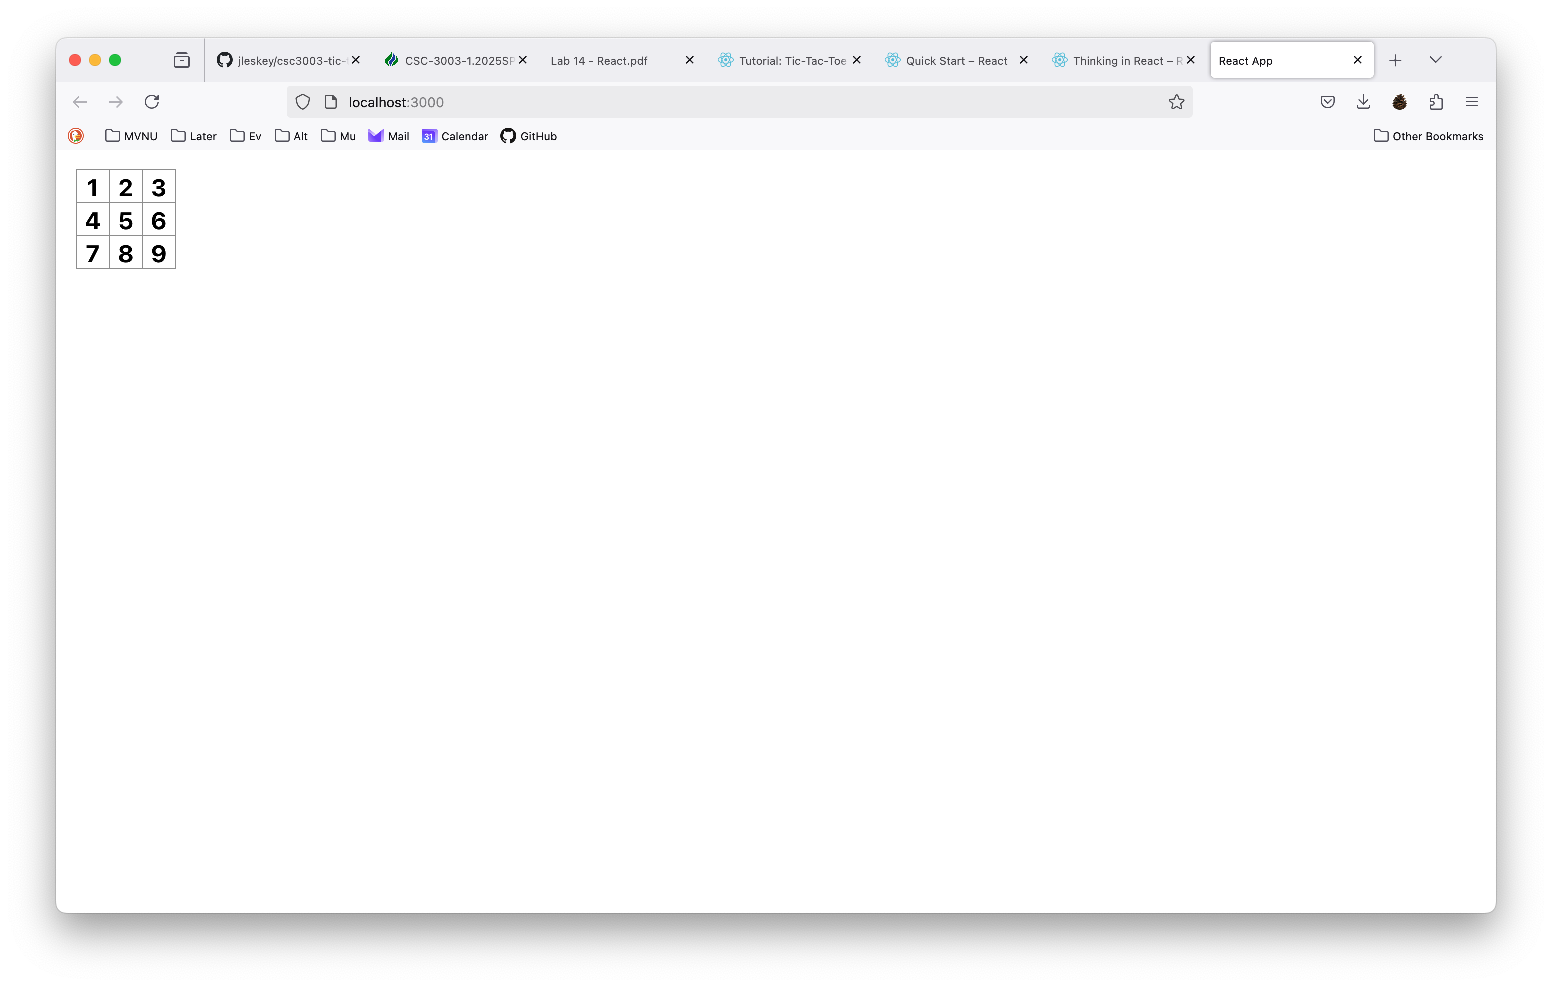 jleskey/csc3003-tic-
CSC-3003-1.2025SP
Lab 14 - React.pdf
Tutorial: Tic-Tac-Toe
Quick Start – React
Thinking in React – R
React App
localhost:3000
MVNU
Later
Ev
Alt
Mu
Mail
31
Calendar
GitHub
Other Bookmarks
1 2 3
4 5 6
7 8 9